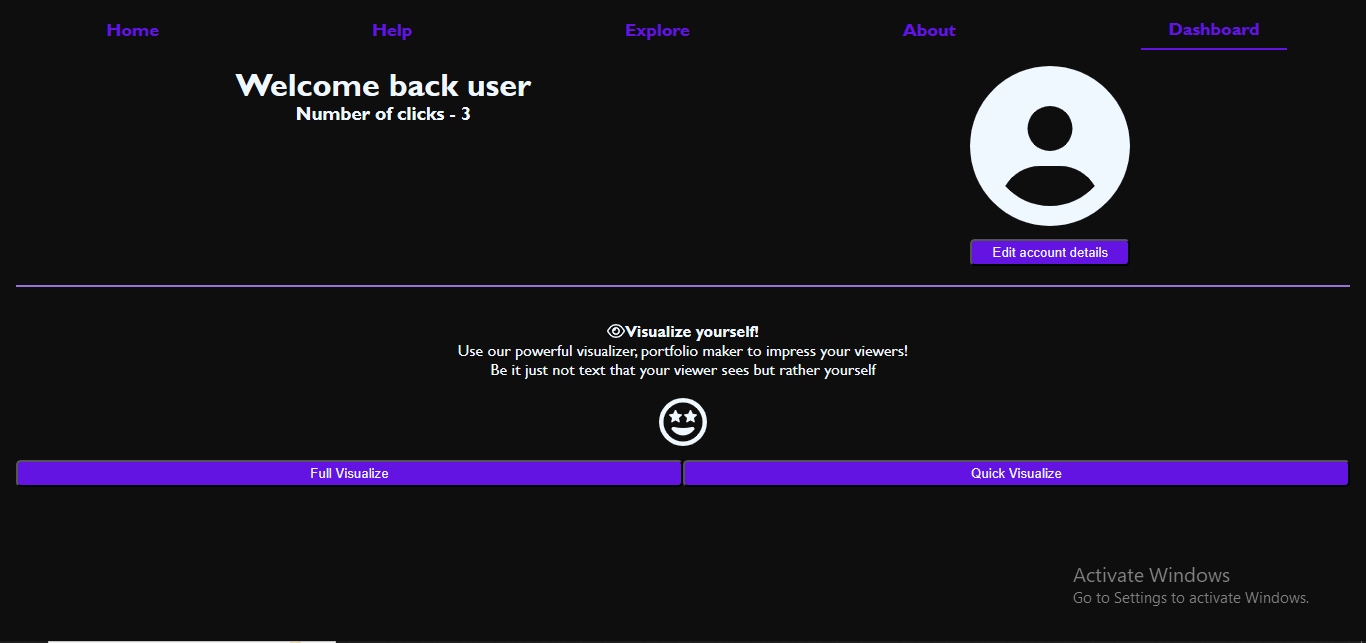 Home Help Explore About Dashboard
Welcome back user
Number of clicks - 3
Edit account details
Visualize yourself!
Use our powerful visualizer, portfolio maker to impress your viewers!
Be it just not text that your viewer sees but rather yourself
Full Visualize Quick Visualize
Activate Windows
Go to Settings to activate Windows.